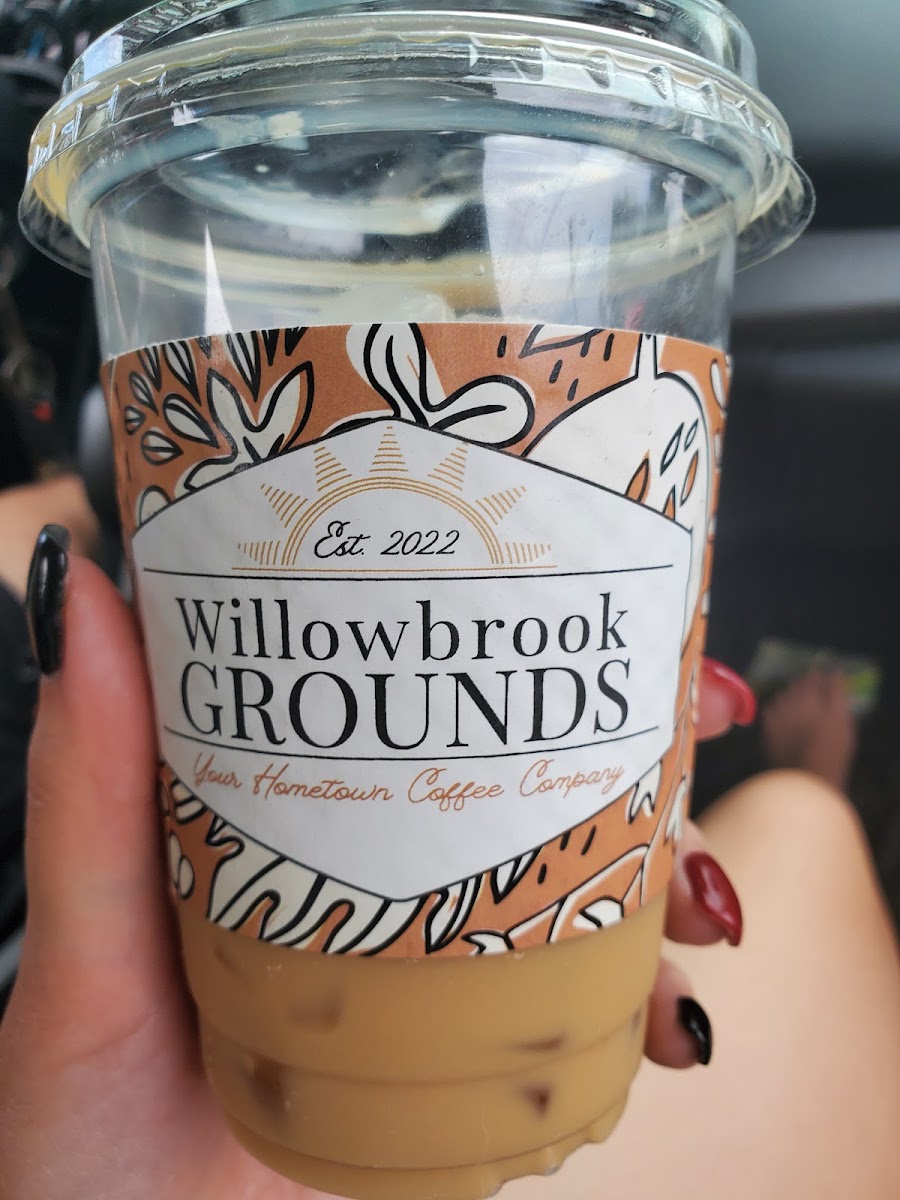 Est. 2022
Willowbrook
GROUNDS
Your Hometown Coffee Company